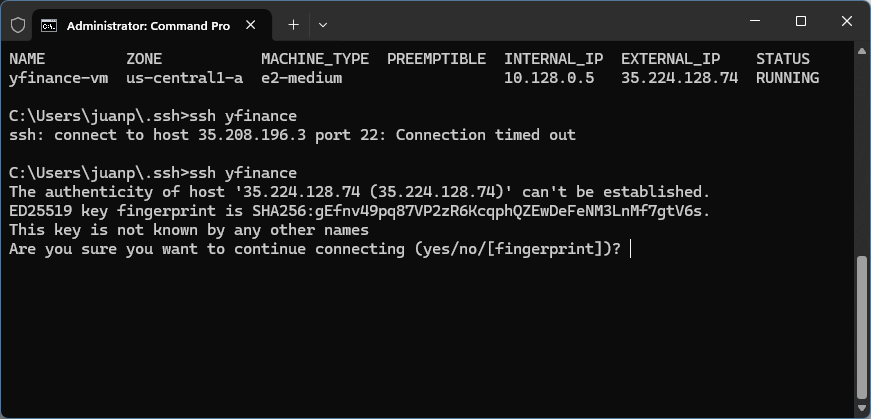 Administrator: Command Pro
NAME ZONE MACHINE_TYPE PREEMPTIBLE INTERNAL_IP EXTERNAL_IP STATUS
yfinance-vm us-central1-a e2-medium 10.128.0.5 35.224.128.74 RUNNING
C:\Users\juanp\.ssh>ssh yfinance
ssh: connect to host 35.208.196.3 port 22: Connection timed out
C:\Users\juanp\.ssh>ssh yfinance
The authenticity of host '35.224.128.74 (35.224.128.74)' can't be established.
ED25519 key fingerprint is SHA256:gEfnv49pq87VP2zR6KcqphQZEwDeFeNM3LnMf7gtV6s.
This key is not known by any other names
Are you sure you want to continue connecting (yes/no/[fingerprint])?